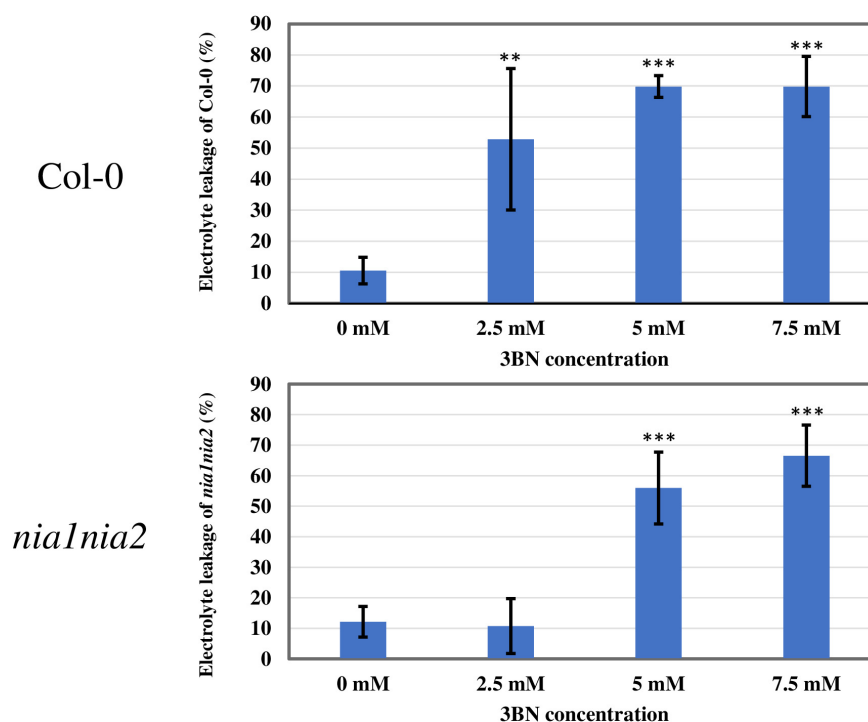 Col-0
Electrolyte leakage of Col-0 (%)
90
80
70
60
50
40
30
20
10
0
**
***
***
0 mM
2.5 mM
5 mM
7.5 mM
3BN concentration
nia1nia2
Electrolyte leakage of nia1nia2 (%)
90
80
70
60
50
40
30
20
10
0
***
***
0 mM
2.5 mM
5 mM
7.5 mM
3BN concentration